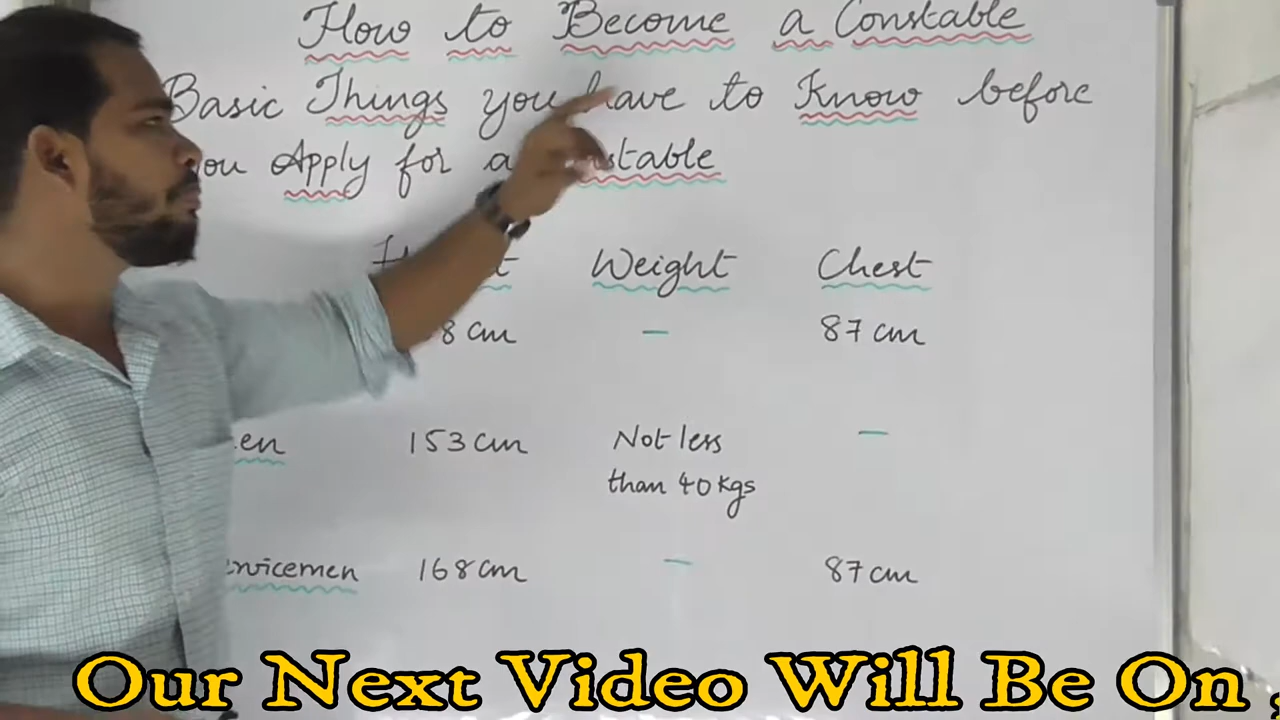 How to Become a Constable
Basic Things you have to Know before
you Apply for a Constable
Weight Chest
8 cm - 87 cm
en 153 cm Not less -
than 40 Kgs
ervicemen 168 cm - 87 cm
Our Next Video Will Be On